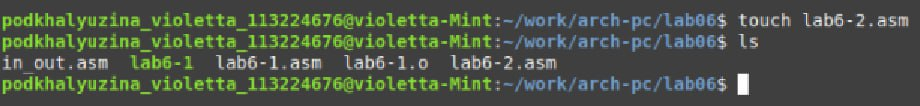 podkhalyuzina_violetta_113224676@violetta-Mint:~/work/arch-pc/lab06$ touch lab6-2.asm
podkhalyuzina_violetta_113224676@violetta-Mint:~/work/arch-pc/lab06$ ls
in_out.asm  lab6-1  lab6-1.asm  lab6-1.o  lab6-2.asm
podkhalyuzina_violetta_113224676@violetta-Mint:~/work/arch-pc/lab06$